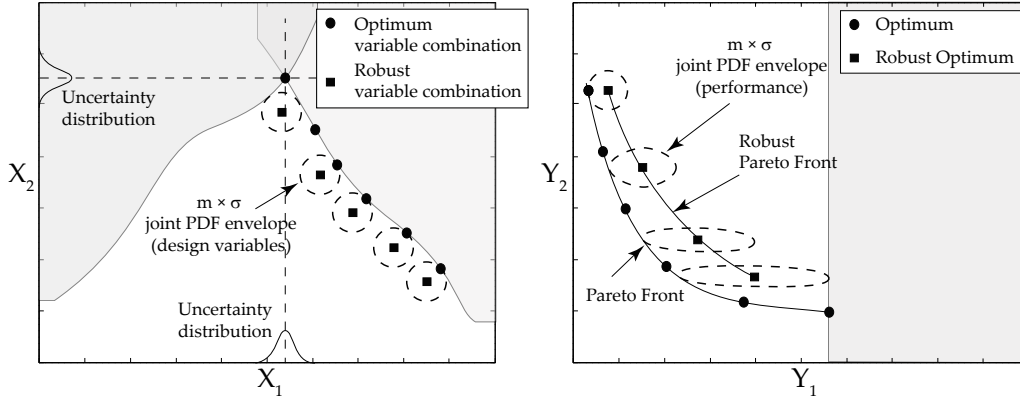 Optimum
variable combination
Robust
variable combination
Uncertainty
distribution
X2
m × σ
joint PDF envelope
(design variables)
Uncertainty
distribution
X1
Optimum
Robust Optimum
m × σ
joint PDF envelope
(performance)
Robust
Pareto Front
Y2
Pareto Front
Y1